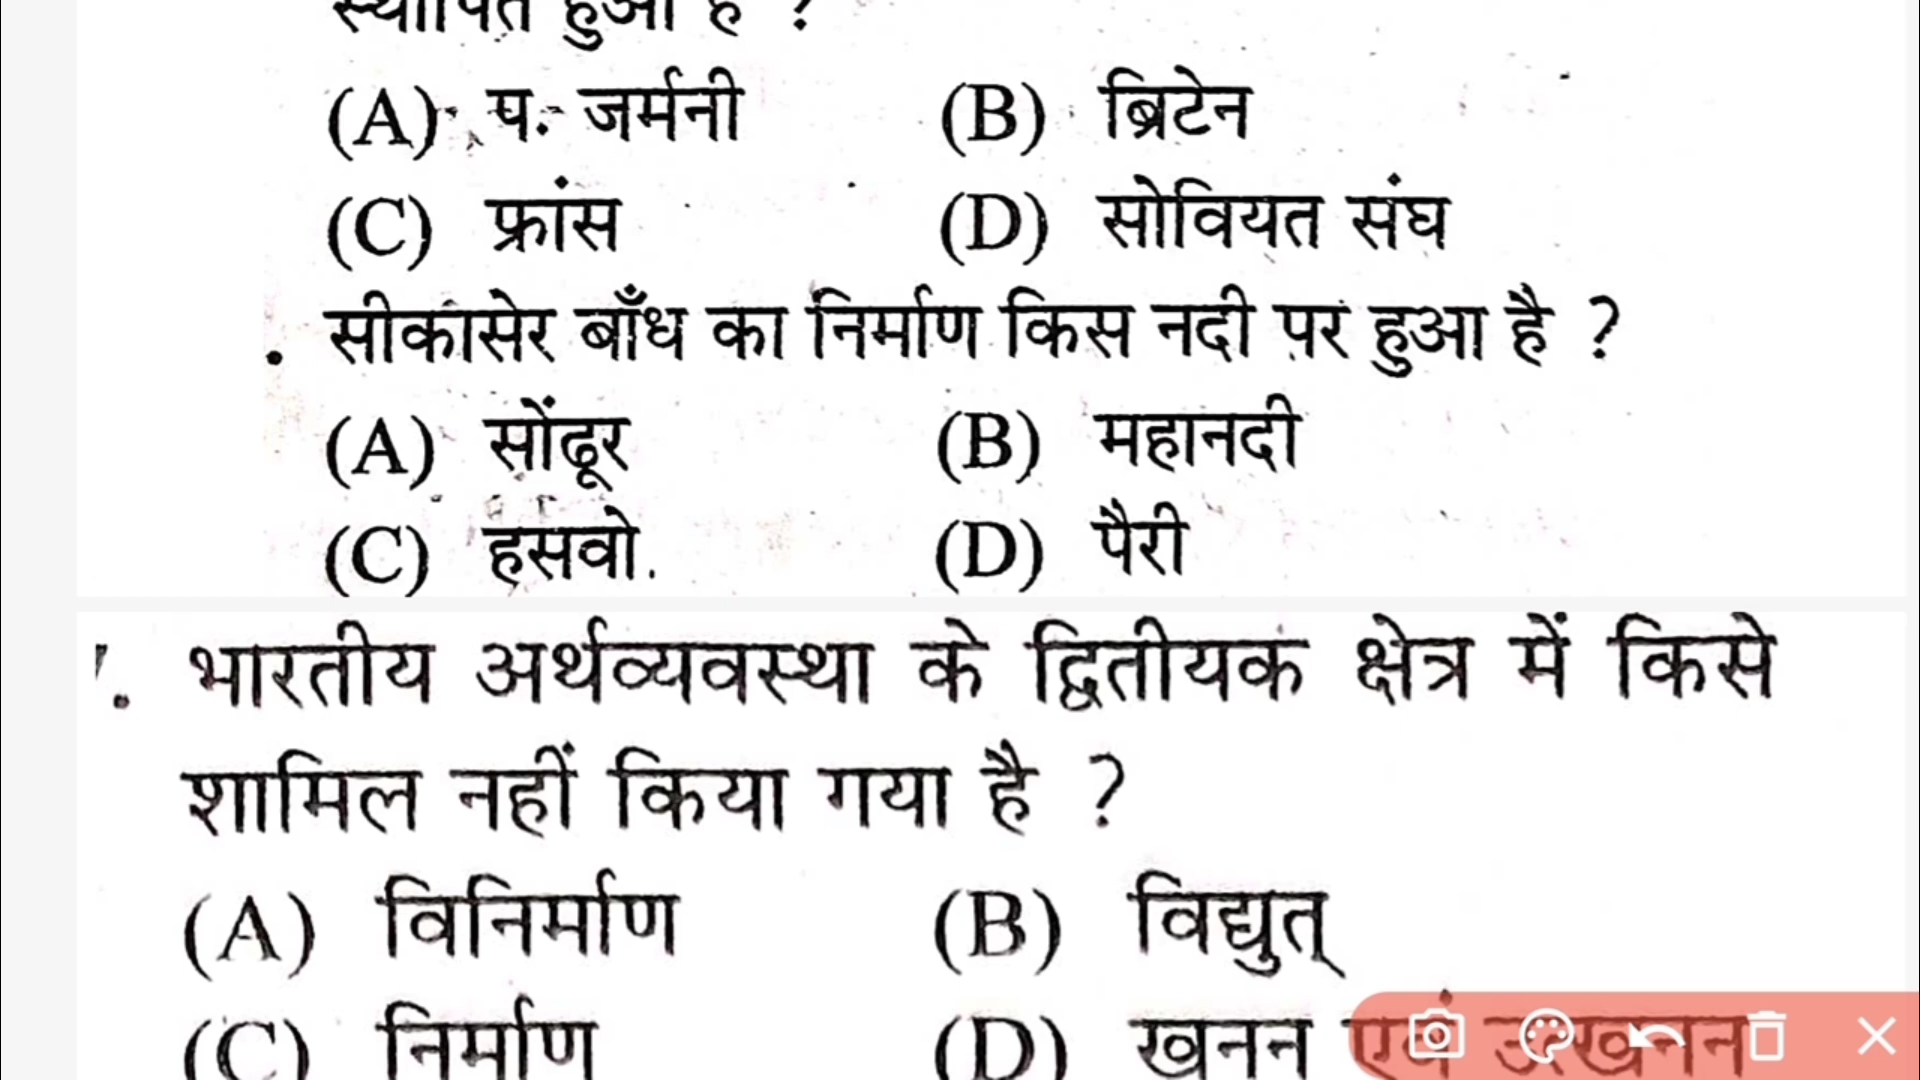 स्थापित हुआ है ?
(A) प. जर्मनी (B) ब्रिटेन
(C) फ्रांस (D) सोवियत संघ
. सीकासेर बाँध का निर्माण किस नदी पर हुआ है ?
(A) सोंढूर (B) महानदी
(C) हसवो. (D) पैरी
. भारतीय अर्थव्यवस्था के द्वितीयक क्षेत्र में किसे
शामिल नहीं किया गया है ?
(A) विनिर्माण (B) विद्युत्
(C) निर्माण (D) खनन एवं उत्खनन